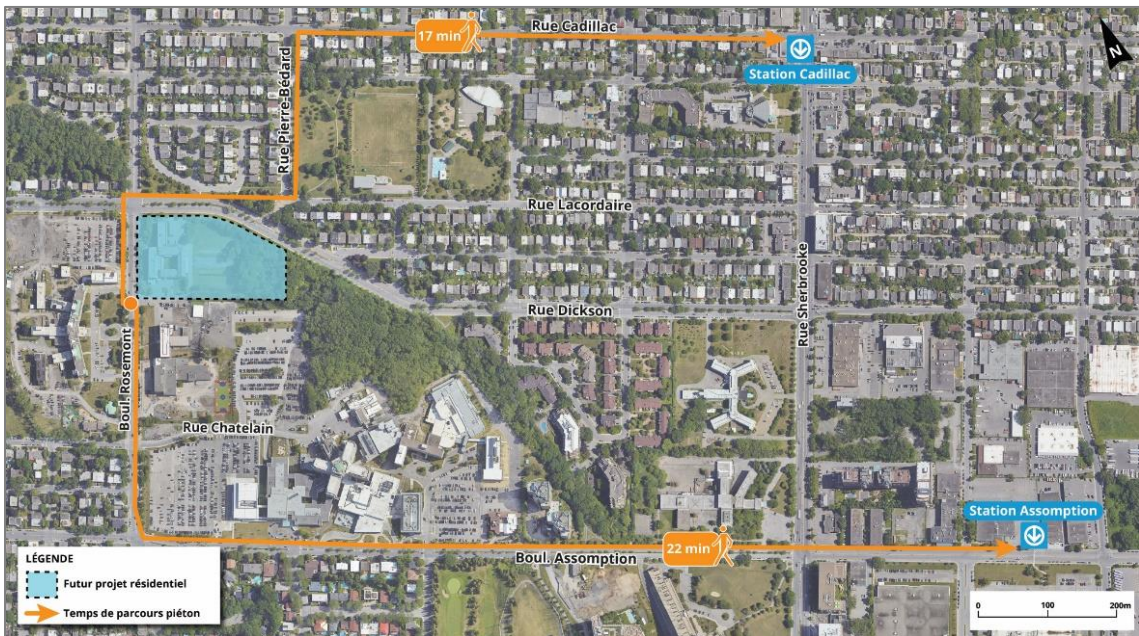 17 min
Rue Cadillac
Station Cadillac
N
Rue Pierre-Bédard
Rue Lacordaire
Rue Sherbrooke
Rue Dickson
Boul. Rosemont
Rue Chatelain
Station Assomption
22 min
Boul. Assomption
LÉGENDE
Futur projet résidentiel
Temps de parcours piéton
0 100 200m